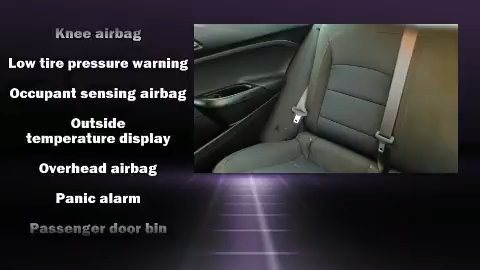 Knee airbag
Low tire pressure warning
Occupant sensing airbag
Outside
temperature display
Overhead airbag
Panic alarm
Passenger door bin